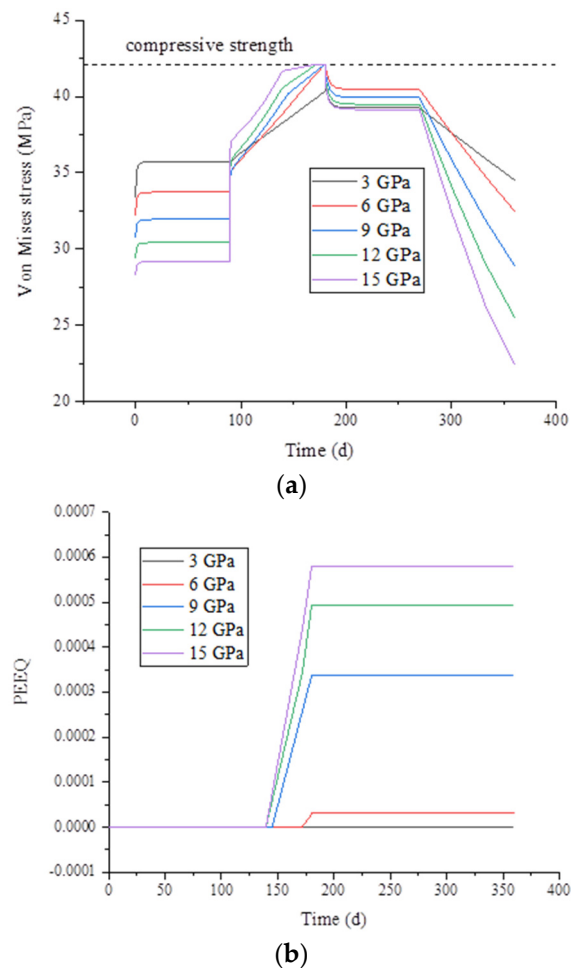 45
40
35
30
25
20
Von Mises stress (MPa)
compressive strength
3 GPa
6 GPa
9 GPa
12 GPa
15 GPa
0 100 200 300 400
Time (d)
(a)
0.0007
0.0006
0.0005
0.0004
0.0003
0.0002
0.0001
0.0000
-0.0001
PEEQ
3 GPa
6 GPa
9 GPa
12 GPa
15 GPa
0 50 100 150 200 250 300 350 400
Time (d)
(b)